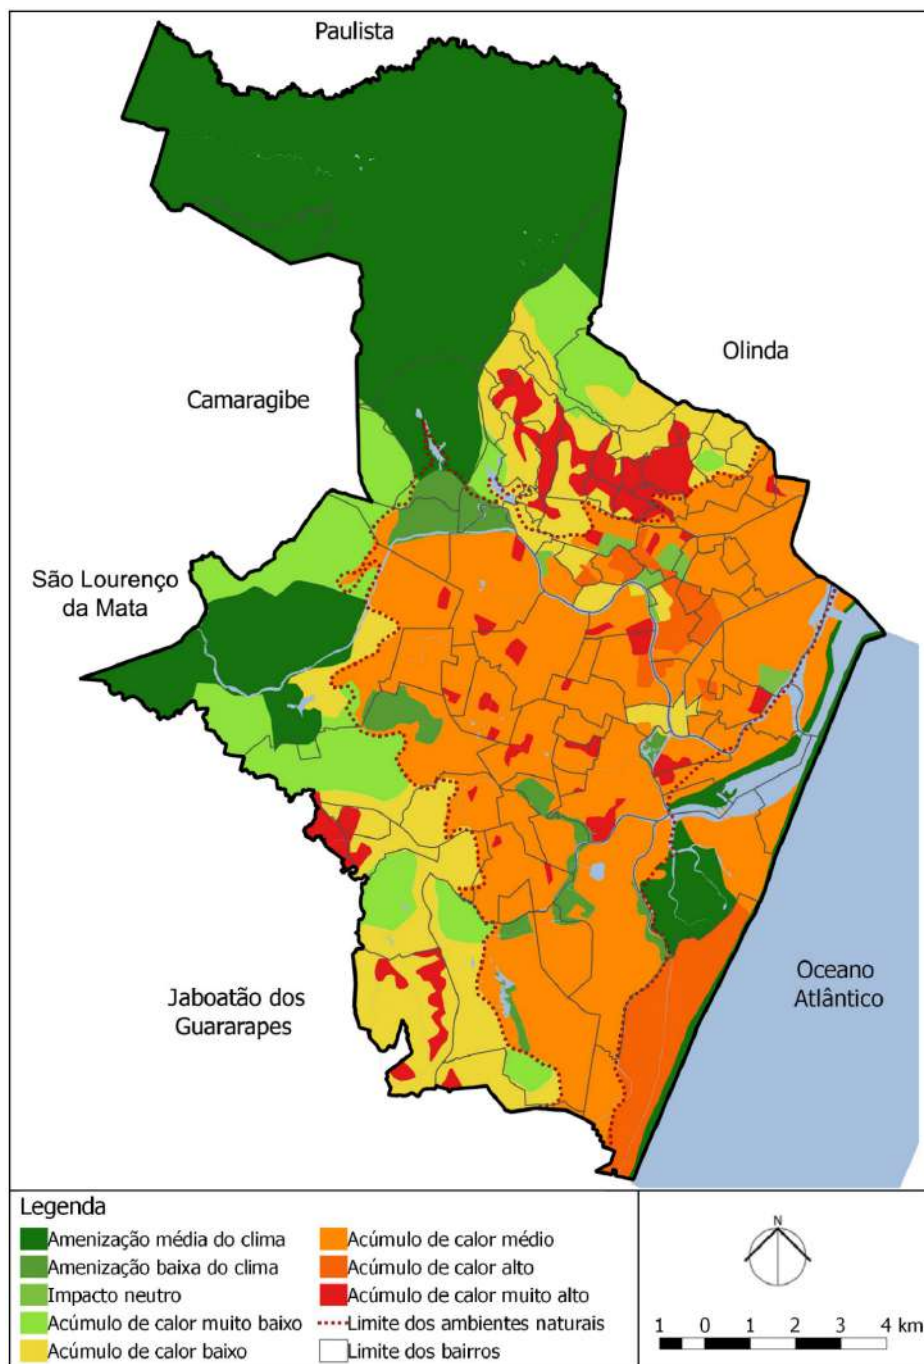 Paulista
Olinda
Camaragibe
São Lourenço
da Mata
Jaboatão dos
Guararapes
Oceano
Atlântico
Legenda
Amenização média do clima
Amenização baixa do clima
Impacto neutro
Acúmulo de calor muito baixo
Acúmulo de calor baixo
Acúmulo de calor médio
Acúmulo de calor alto
Acúmulo de calor muito alto
Limite dos ambientes naturais
Limite dos bairros
N
1 0 1 2 3 4 km